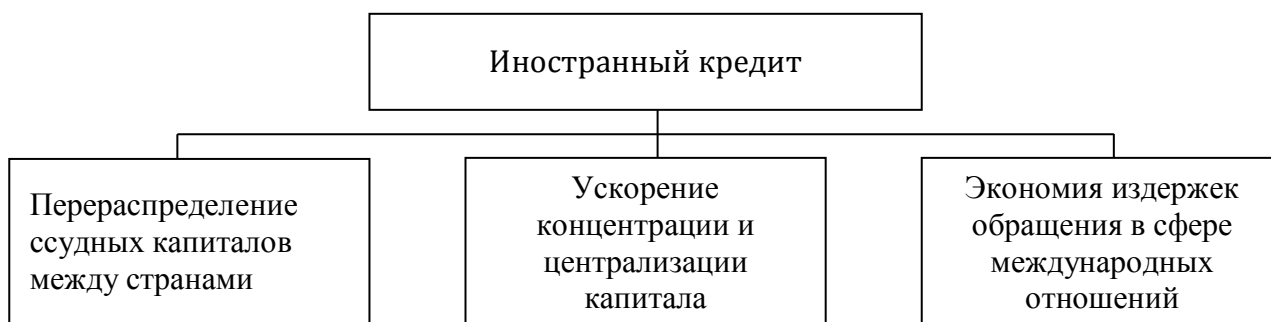 Иностранный кредит
Перераспределение
ссудных капиталов
между странами
Ускорение
концентрации и
централизации
капитала
Экономия издержек
обращения в сфере
международных
отношений